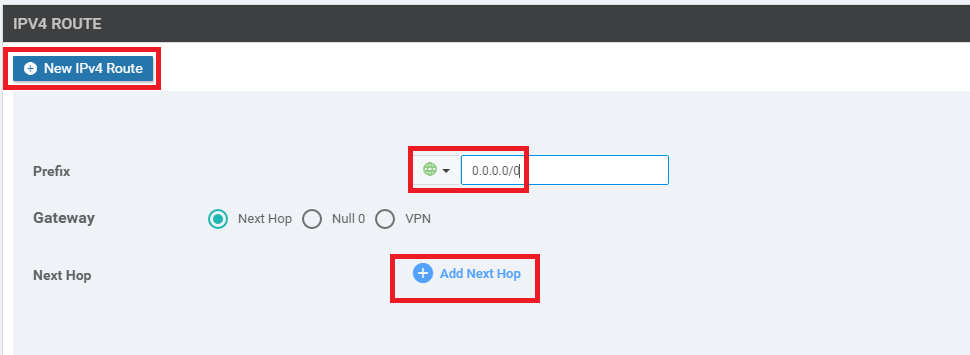 IPV4 ROUTE
New IPv4 Route
Prefix 0.0.0.0/0
Gateway Next Hop Null 0 VPN
Next Hop Add Next Hop